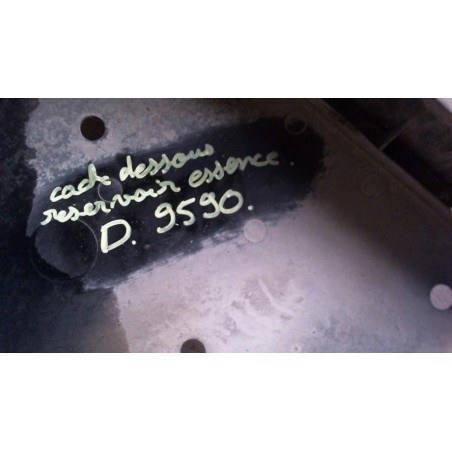 cach dessous
reservoir essence.
D. 9590.